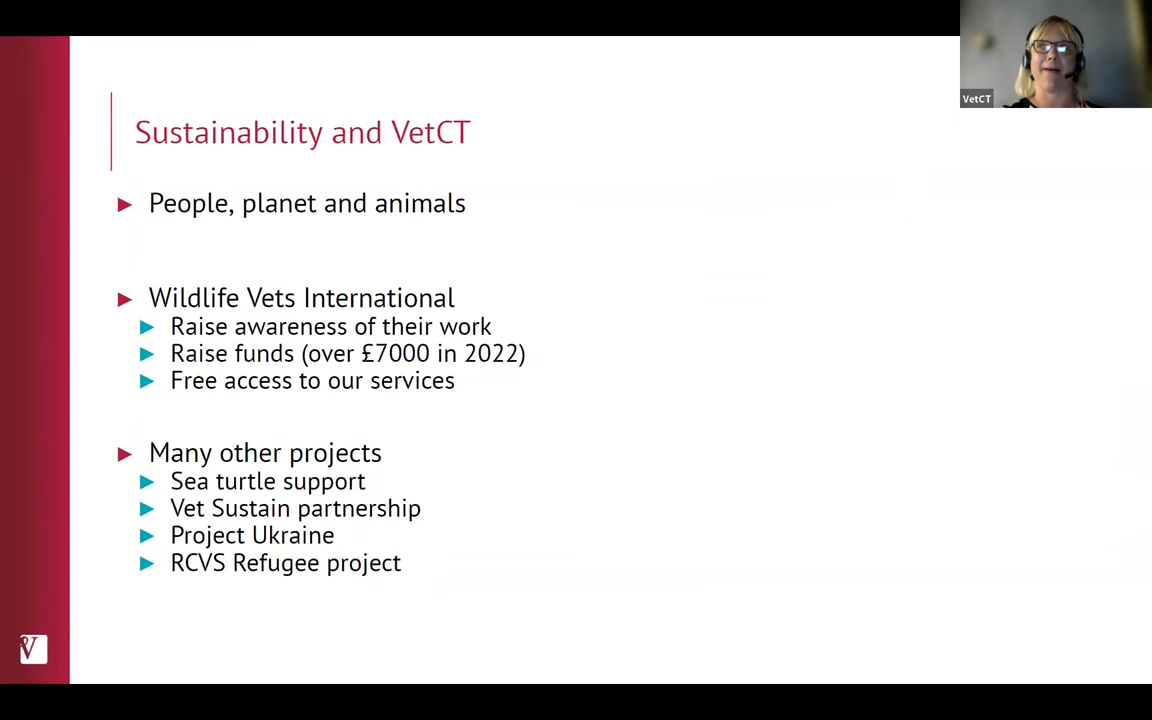 VetCT
Sustainability and VetCT
People, planet and animals
Wildlife Vets International
Raise awareness of their work
Raise funds (over £7000 in 2022)
Free access to our services
Many other projects
Sea turtle support
Vet Sustain partnership
Project Ukraine
RCVS Refugee project
V